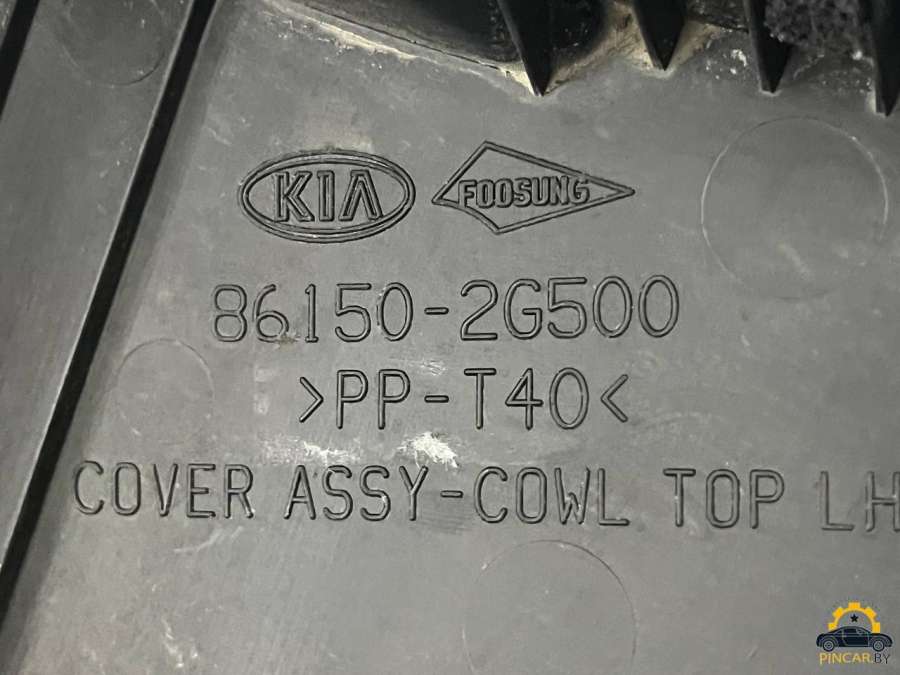 KIA FOOSUNG
86150-2G500
>PP-T40<
COVER ASSY-COWL TOP LH
PINCAR.BY